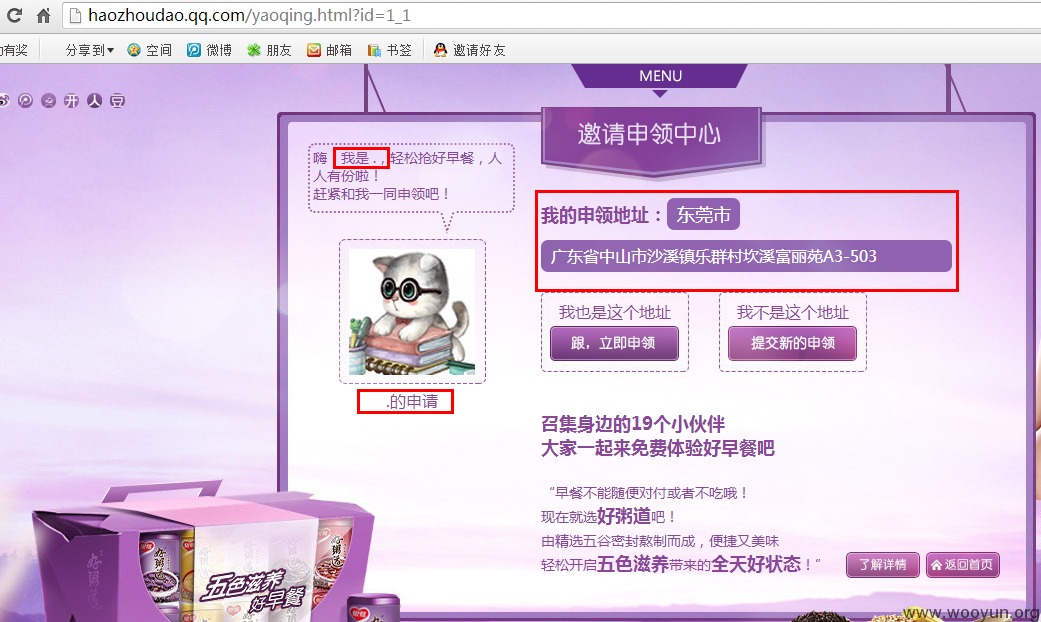 haozhoudao.qq.com/yaoqing.html?id=1_1
有奖 分享到 空间 微博 朋友 邮箱 书签 邀请好友
开 人 豆
MENU
邀请申领中心
嗨 我是 . , 轻松抢好早餐,人
人有份啦!
赶紧和我一同申领吧!
.的申请
我的申领地址: 东莞市
广东省中山市沙溪镇乐群村坎溪富丽苑A3-503
我也是这个地址
跟,立即申领
我不是这个地址
提交新的申领
召集身边的19个小伙伴
大家一起来免费体验好早餐吧
“早餐不能随便对付或者不吃哦!
现在就选好粥道吧!
由精选五谷密封熬制而成,便捷又美味
轻松开启五色滋养带来的全天好状态!”
了解详情 返回首页
好粥道
五色滋养
好早餐
www.wooyun.org